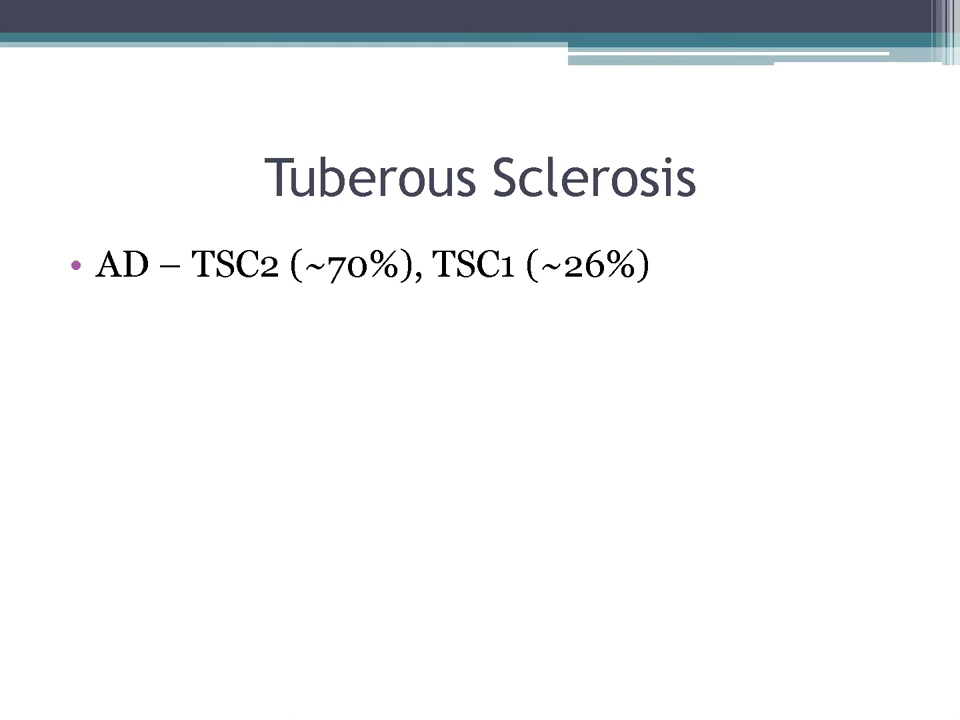 Tuberous Sclerosis
• AD – TSC2 (~70%), TSC1 (~26%)